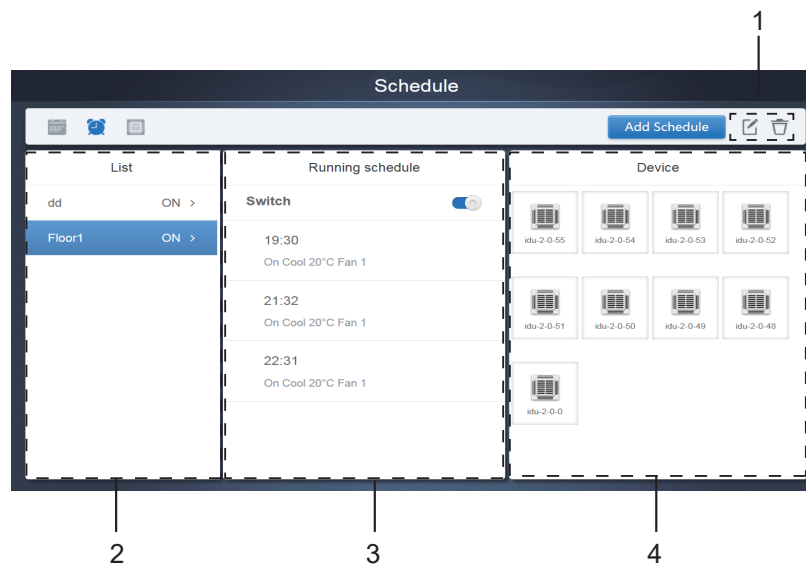 1
Schedule
Add Schedule
List
Running schedule
Device
dd ON >
Switch
Floor1 ON >
19:30
On Cool 20°C Fan 1
21:32
On Cool 20°C Fan 1
22:31
On Cool 20°C Fan 1
idu-2-0-55 idu-2-0-54 idu-2-0-53 idu-2-0-52
idu-2-0-51 idu-2-0-50 idu-2-0-49 idu-2-0-48
idu-2-0-0
2
3
4